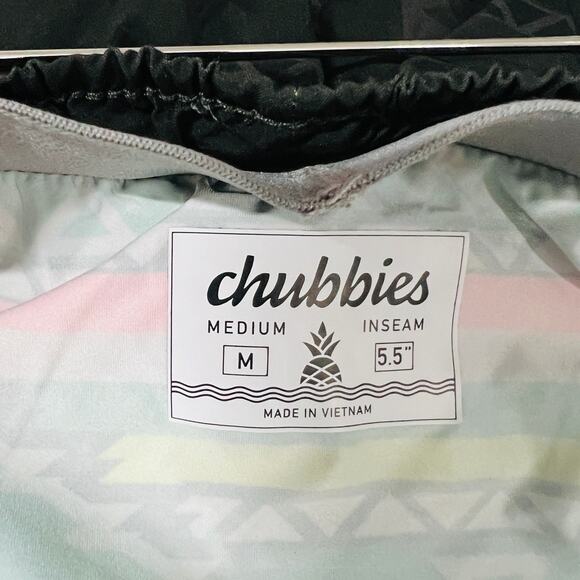 chubbies
MEDIUM INSEAM
M 5.5"
MADE IN VIETNAM